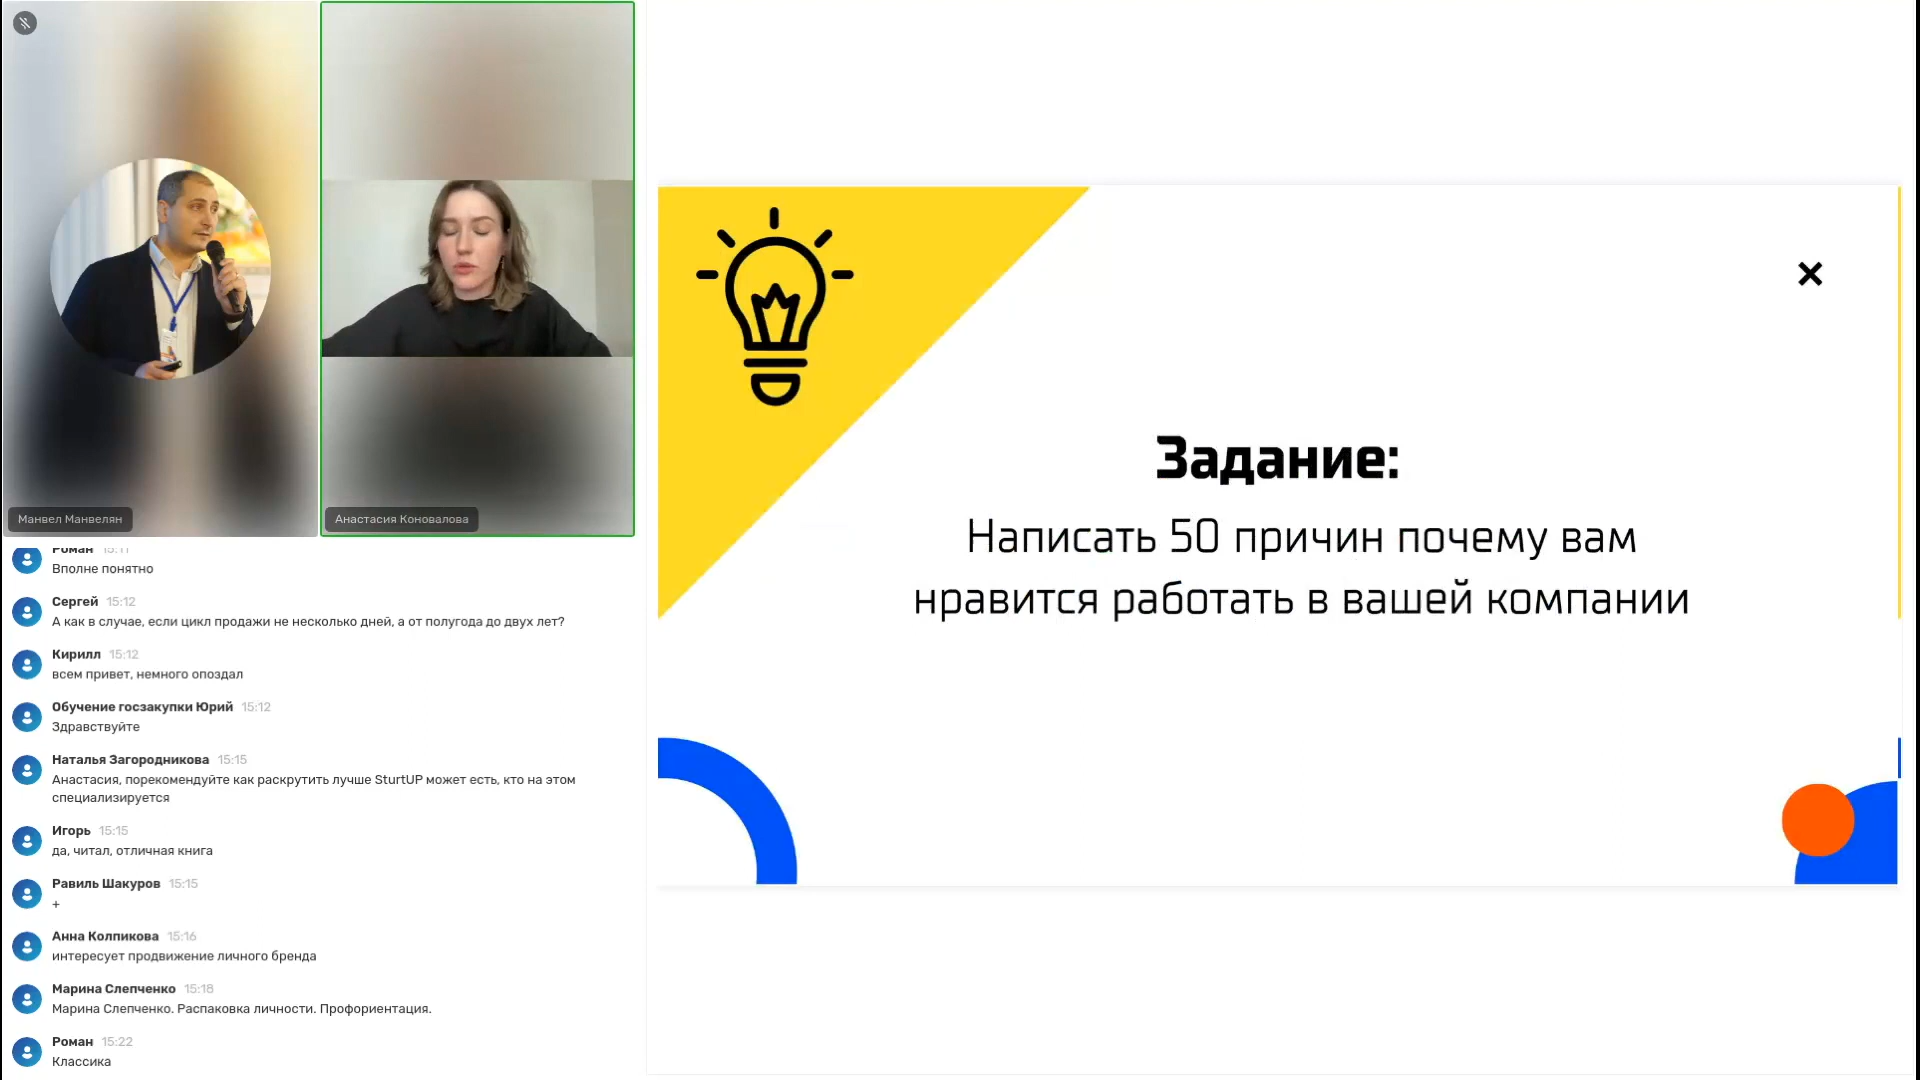 Манвел Манвелян
Анастасия Коновалова
Роман 15:11
Вполне понятно
Сергей 15:12
А как в случае, если цикл продажи не несколько дней, а от полугода до двух лет?
Кирилл 15:12
всем привет, немного опоздал
Обучение госзакупки Юрий 15:12
Здравствуйте
Наталья Загородникова 15:15
Анастасия, порекомендуйте как раскрутить лучше SturtUP может есть, кто на этом
специализируется
Игорь 15:15
да, читал, отличная книга
Равиль Шакуров 15:15
+
Анна Колпикова 15:16
интересует продвижение личного бренда
Марина Слепченко 15:18
Марина Слепченко. Распаковка личности. Профориентация.
Роман 15:22
Классика
Задание:
Написать 50 причин почему вам
нравится работать в вашей компании